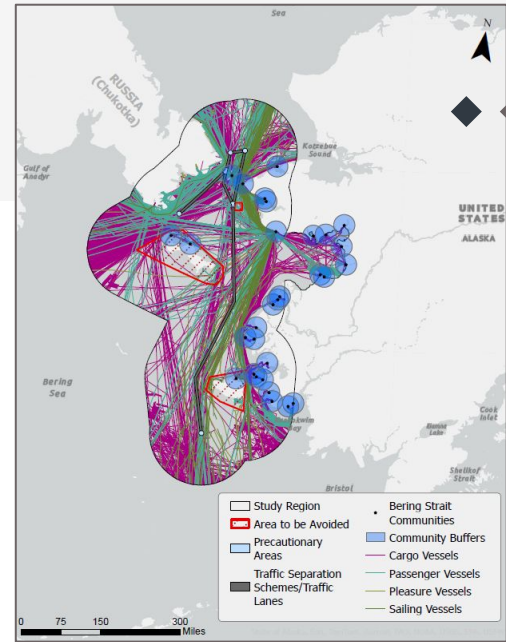 Sea
N
RUSSIA
(Chukotka)
Kotzebue
Sound
Gulf of
Anadyr
UNITED
STATES
ALASKA
Bering
Sea
Cook
Inlet
Shelikof
Strait
Bristol
Study Region
Area to be Avoided
Precautionary
Areas
Traffic Separation
Schemes/Traffic
Lanes
Bering Strait
Communities
Community Buffers
Cargo Vessels
Passenger Vessels
Pleasure Vessels
Sailing Vessels
0 75 150 300
Miles